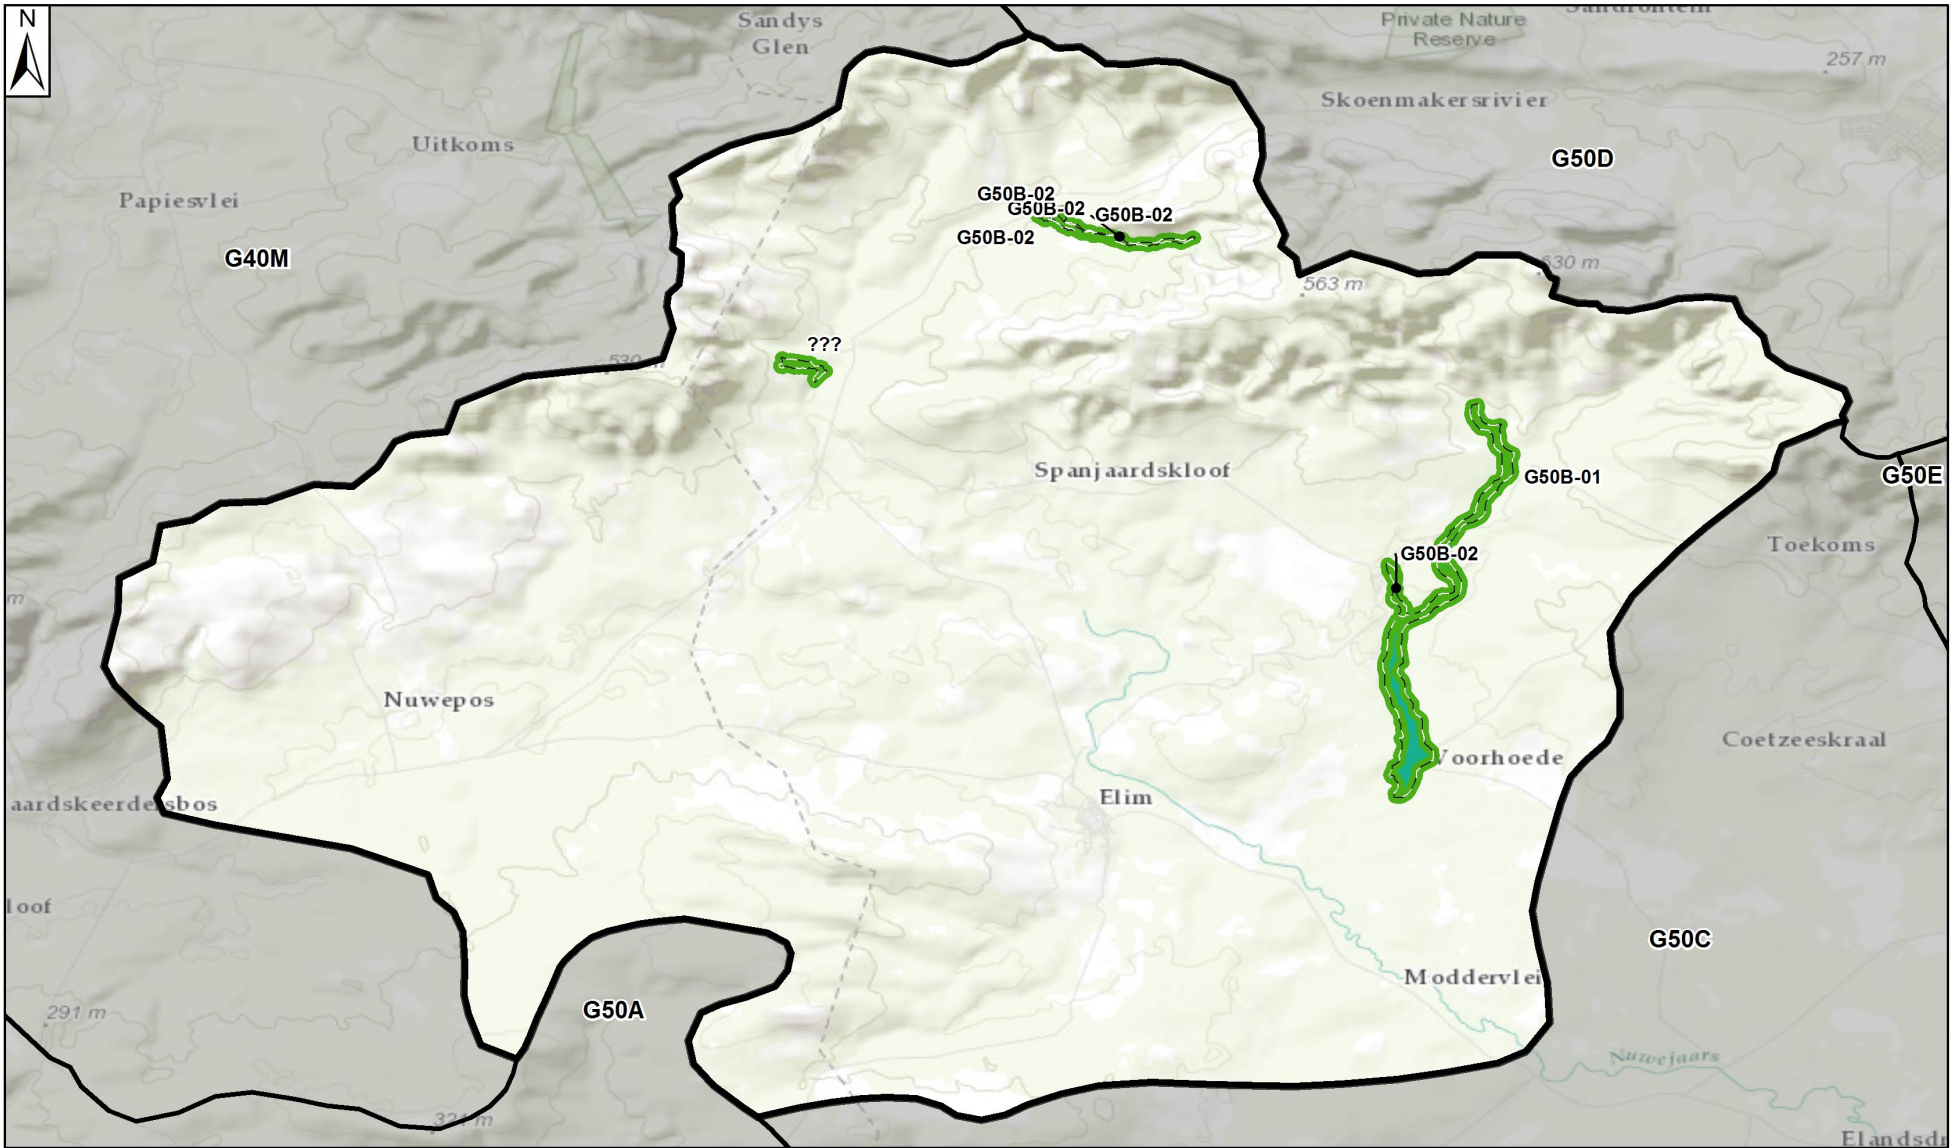 N
Sandys
Glen
Private Nature
Reserve
257 m
Skoenmakersrivier
Uitkoms
G50D
Papiesvlei
G50B-02
G50B-02
G50B-02
G50B-02
G40M
630 m
563 m
???
530 m
Spanjaardskloof
G50B-01
G50E
Toekoms
G50B-02
m
Nuwepos
Coetzeeskraal
Voorhoede
Elim
aardskeerdersbos
loof
G50C
Moddervlei
G50A
291 m
Nuwejaars
321 m
Elandsdr